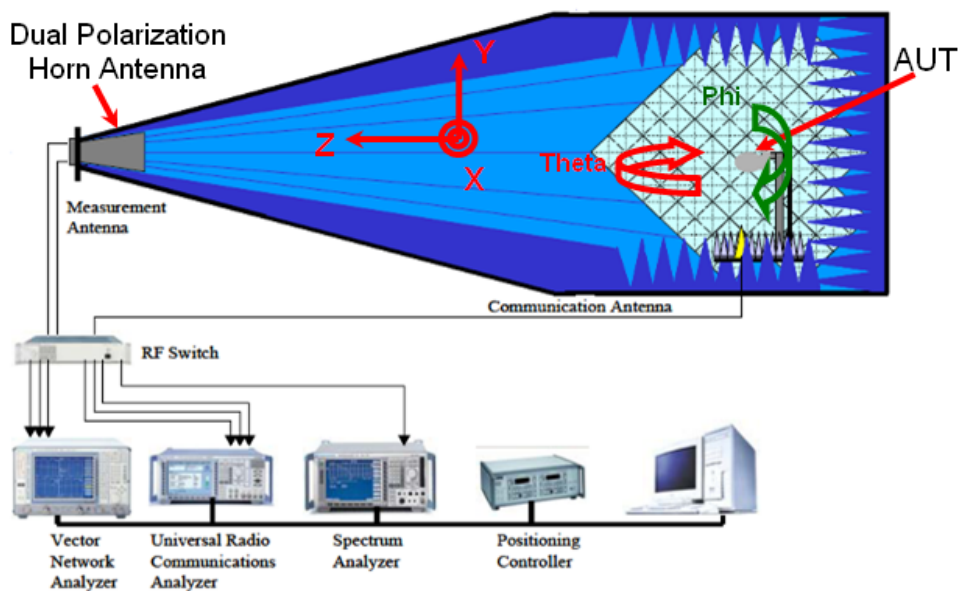 Dual Polarization
Horn Antenna
Y
AUT
Phi
Z
Theta
X
Measurement
Antenna
Communication Antenna
RF Switch
Vector
Network
Analyzer
Universal Radio
Communications
Analyzer
Spectrum
Analyzer
Positioning
Controller